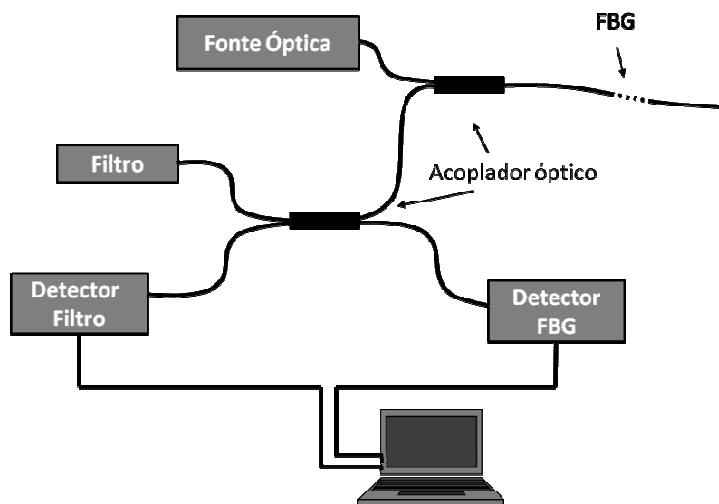 Fonte Óptica
FBG
Filtro
Acoplador óptico
Detector
Filtro
Detector
FBG